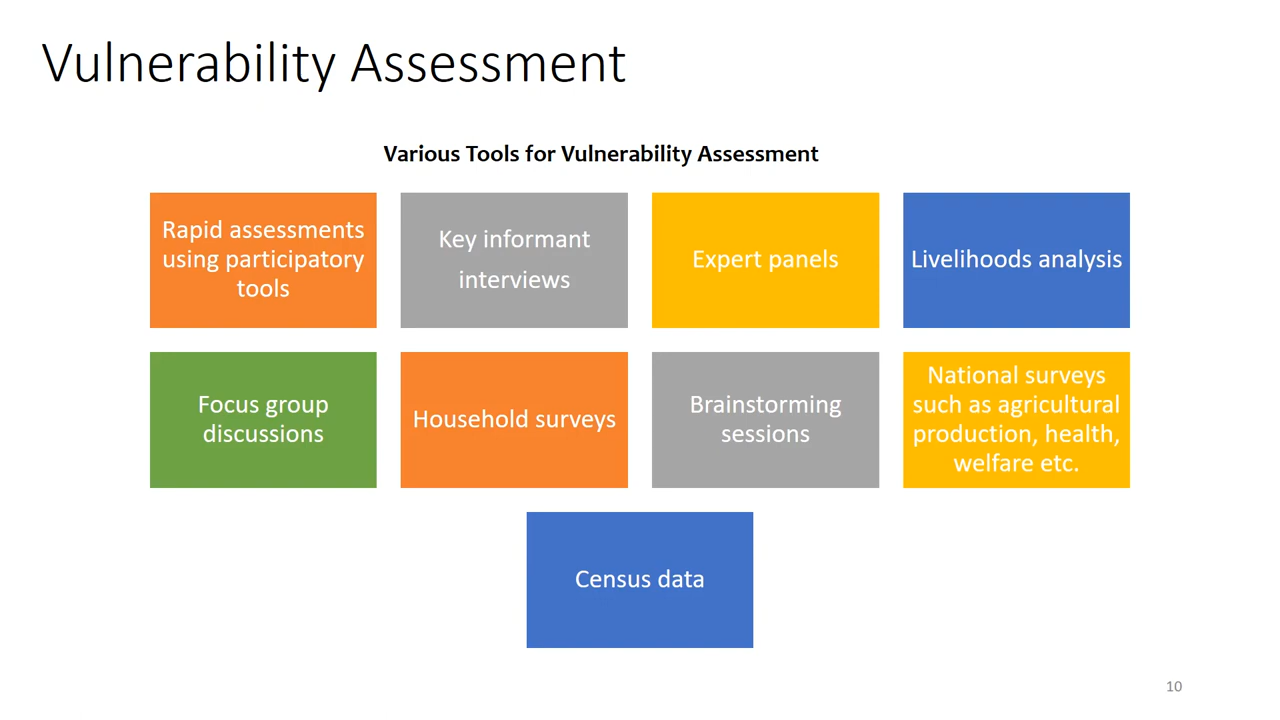 Vulnerability Assessment
Various Tools for Vulnerability Assessment
Rapid assessments
using participatory
tools
Key informant
interviews
Expert panels
Livelihoods analysis
Focus group
discussions
Household surveys
Brainstorming
sessions
National surveys
such as agricultural
production, health,
welfare etc.
Census data
10